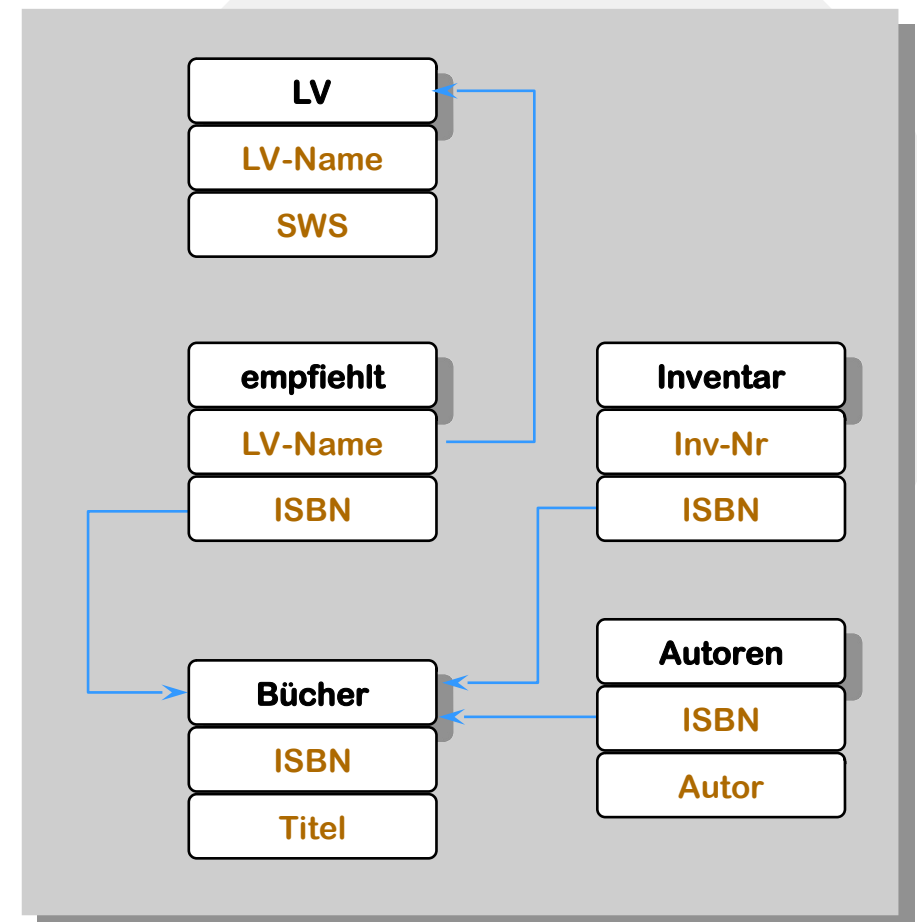 LV
LV-Name
SWS
empfiehlt
LV-Name
ISBN
Inventar
Inv-Nr
ISBN
Bücher
ISBN
Titel
Autoren
ISBN
Autor